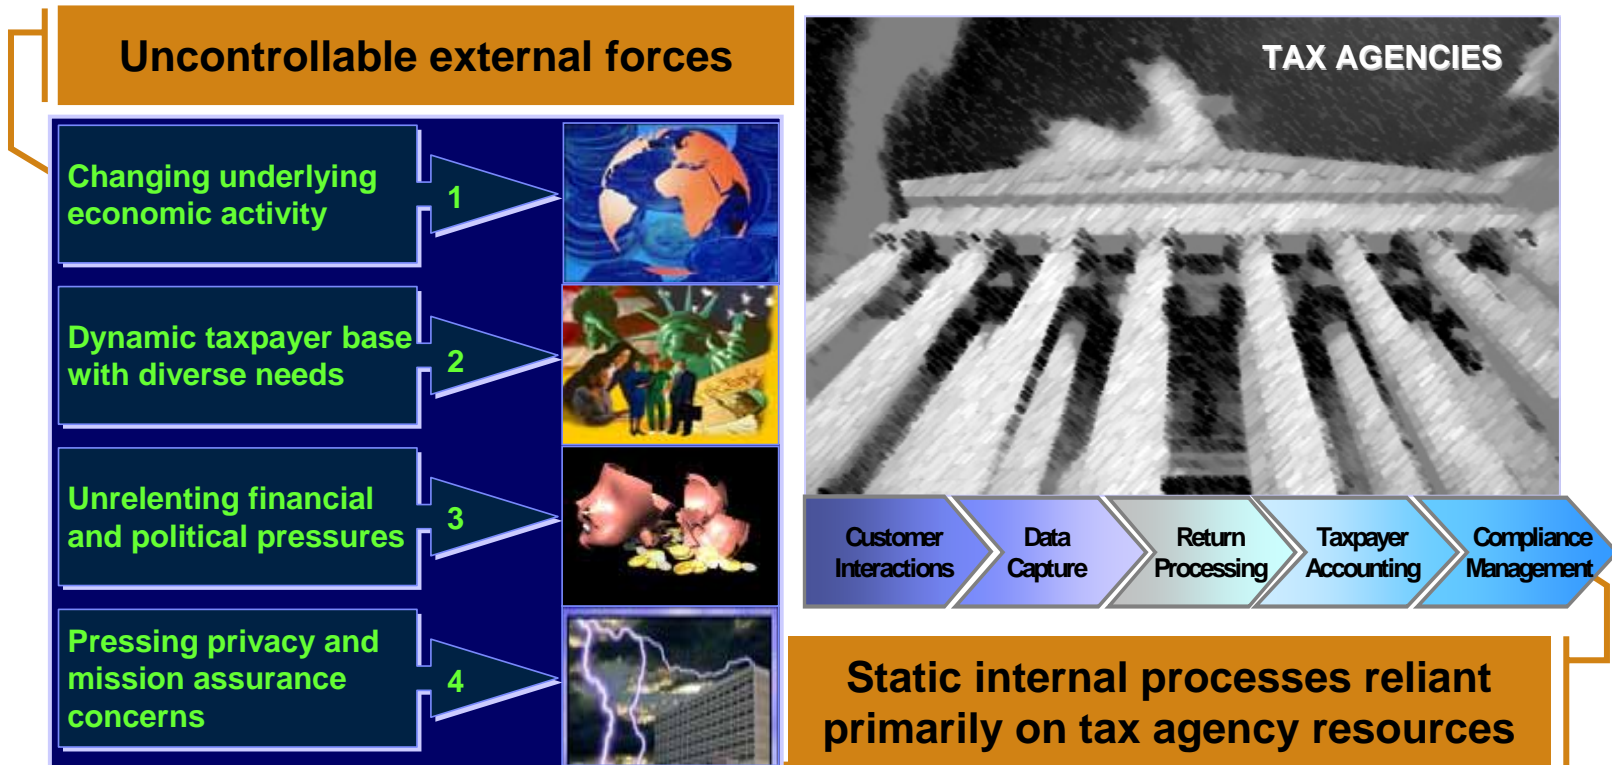 Uncontrollable external forces
Changing underlying
economic activity
1
Dynamic taxpayer base
with diverse needs
2
Unrelenting financial
and political pressures
3
Pressing privacy and
mission assurance
concerns
4
TAX AGENCIES
Customer
Interactions
Data
Capture
Return
Processing
Taxpayer
Accounting
Compliance
Management
Static internal processes reliant
primarily on tax agency resources